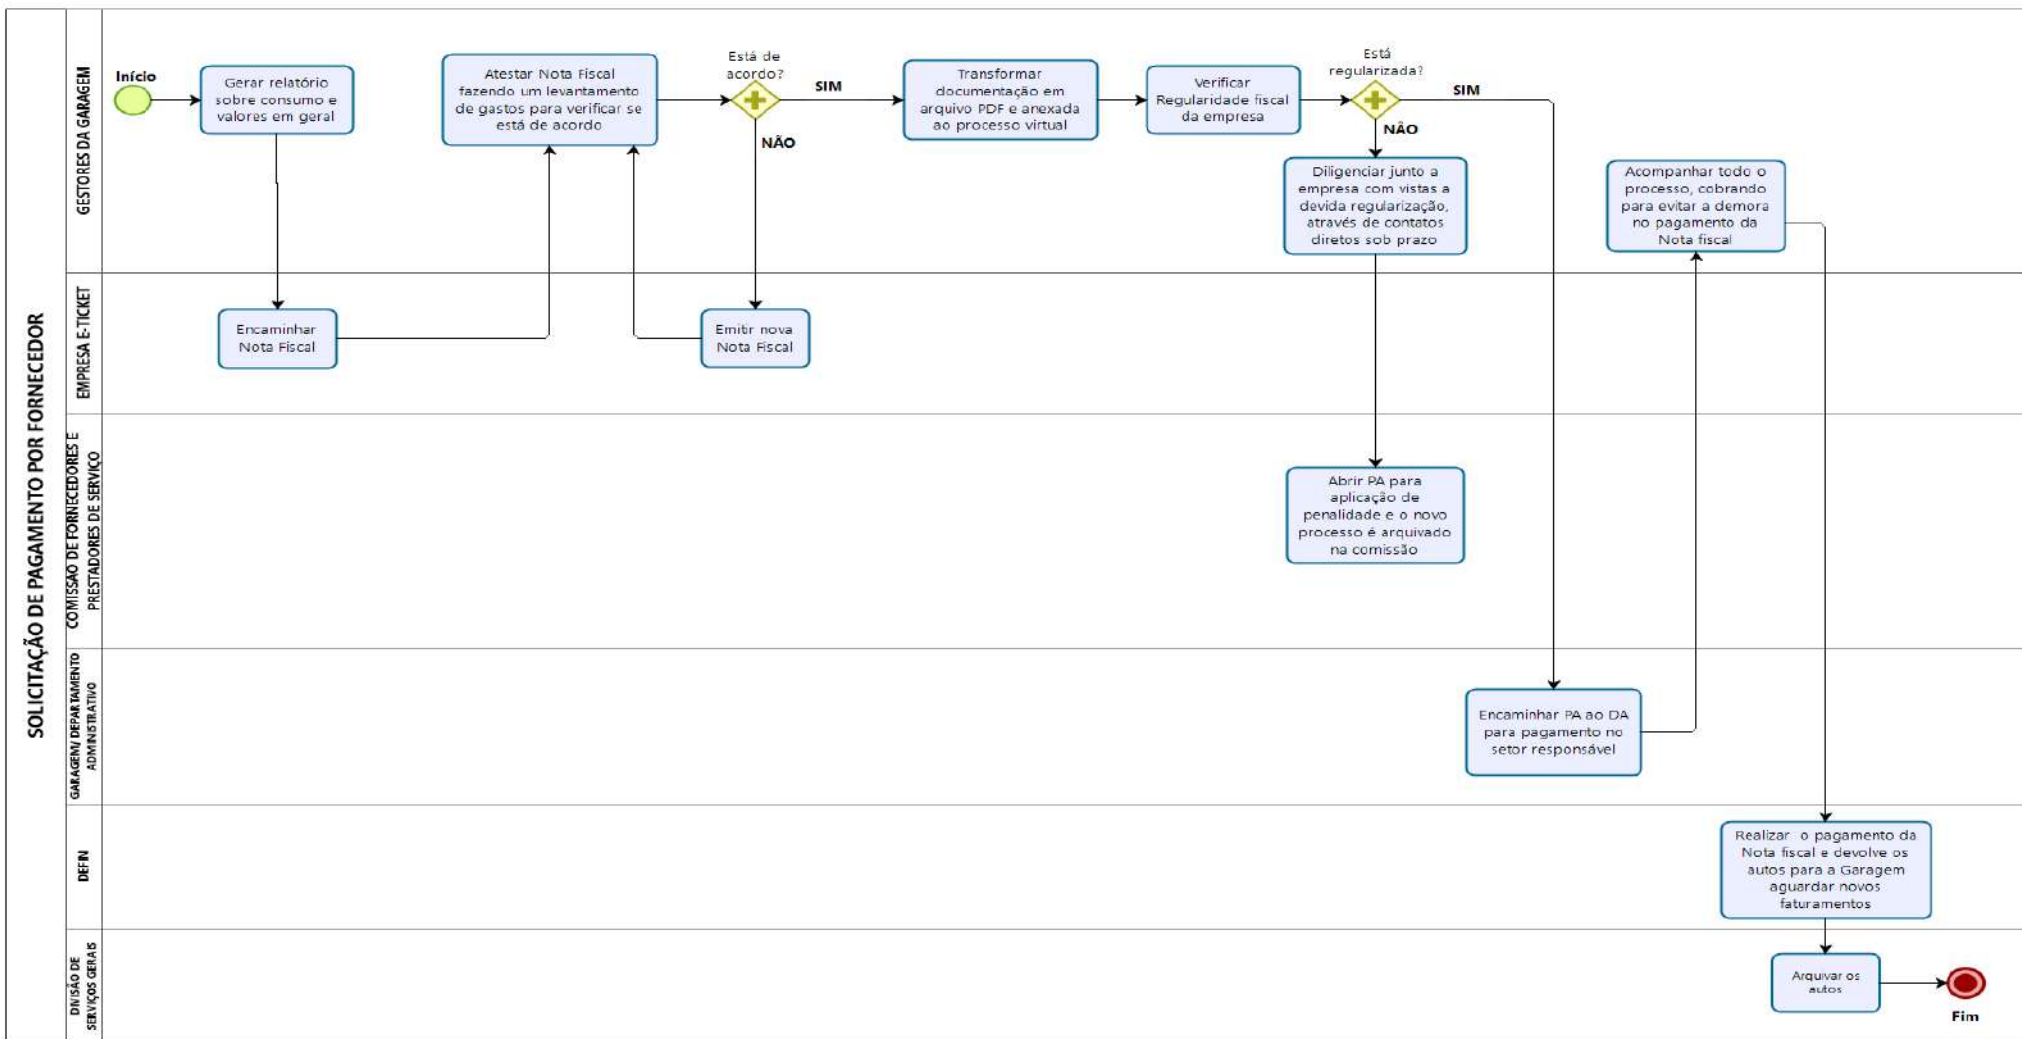 SOLICITAÇÃO DE PAGAMENTO POR FORNECEDOR
GESTORES DA GARAGEM
Início
Gerar relatório
sobre consumo e
valores em geral
Atestar Nota Fiscal
fazendo um levantamento
de gastos para verificar se
está de acordo
Está de
acordo?
SIM
NÃO
Transformar
documentação em
arquivo PDF e anexada
ao processo virtual
Verificar
Regularidade fiscal
da empresa
Está
regularizada?
SIM
NÂO
Diligenciar junto a
empresa com vistas a
devida regularização,
através de contatos
diretos sob prazo
Acompanhar todo o
processo, cobrando
para evitar a demora
no pagamento da
Nota fiscal
EMPRESA E-TICKET
Encaminhar
Nota Fiscal
Emitir nova
Nota Fiscal
COMISSAO DE FORNECEDORES E
PRESTADORES DE SERVIÇO
Abrir PA para
aplicação de
penalidade e o novo
processo é arquivado
na comissão
GARAGEM/ DEPARTAMENTO
ADMINISTRATIVO
Encaminhar PA ao DA
para pagamento no
setor responsável
DEFIN
Realizar o pagamento da
Nota fiscal e devolve os
autos para a Garagem
aguardar novos
faturamentos
DIVISÃO DE
SERVIÇOS GERAIS
Arquivar os
autos
Fim